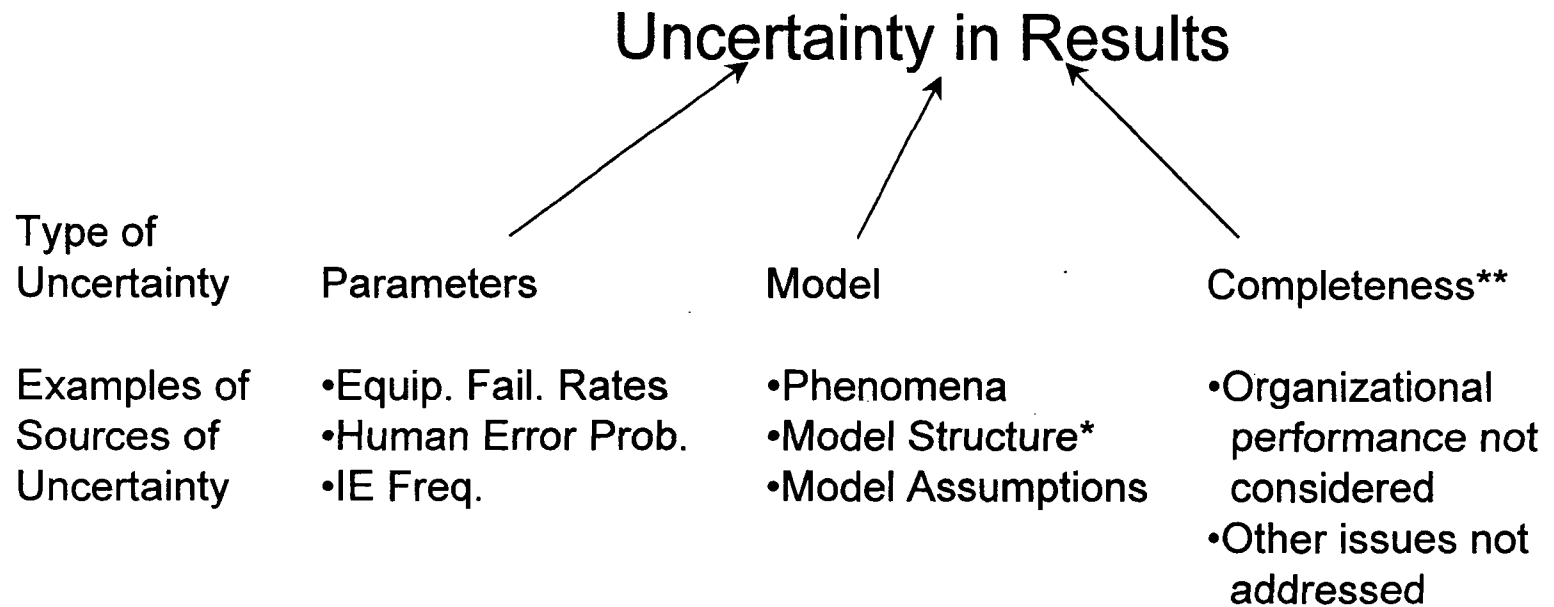 Uncertainty in Results
Type of
Uncertainty
Parameters
Model
Completeness**
Examples of
Sources of
Uncertainty
•Equip. Fail. Rates
•Human Error Prob.
•IE Freq.
•Phenomena
•Model Structure*
•Model Assumptions
•Organizational
performance not
considered
•Other issues not
addressed